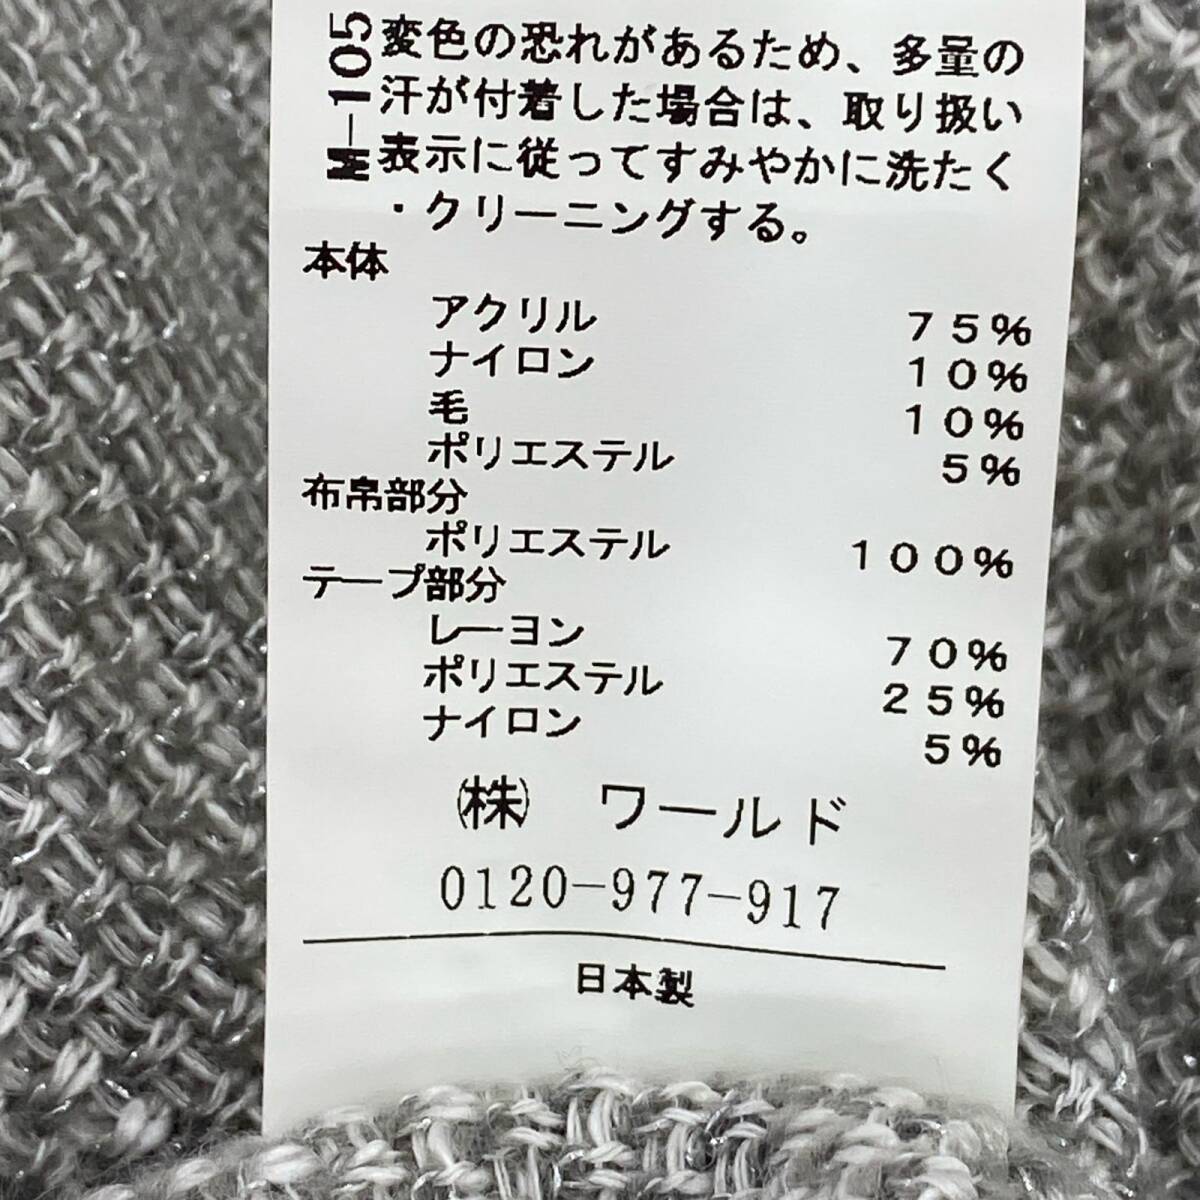 M-105
変色の恐れがあるため、多量の
汗が付着した場合は、取り扱い
表示に従ってすみやかに洗たく
・クリーニングする。
本体
アクリル 75%
ナイロン 10%
毛 10%
ポリエステル 5%
布帛部分
ポリエステル 100%
テープ部分
レーヨン 70%
ポリエステル 25%
ナイロン 5%
㈱ ワールド
0120-977-917
日本製